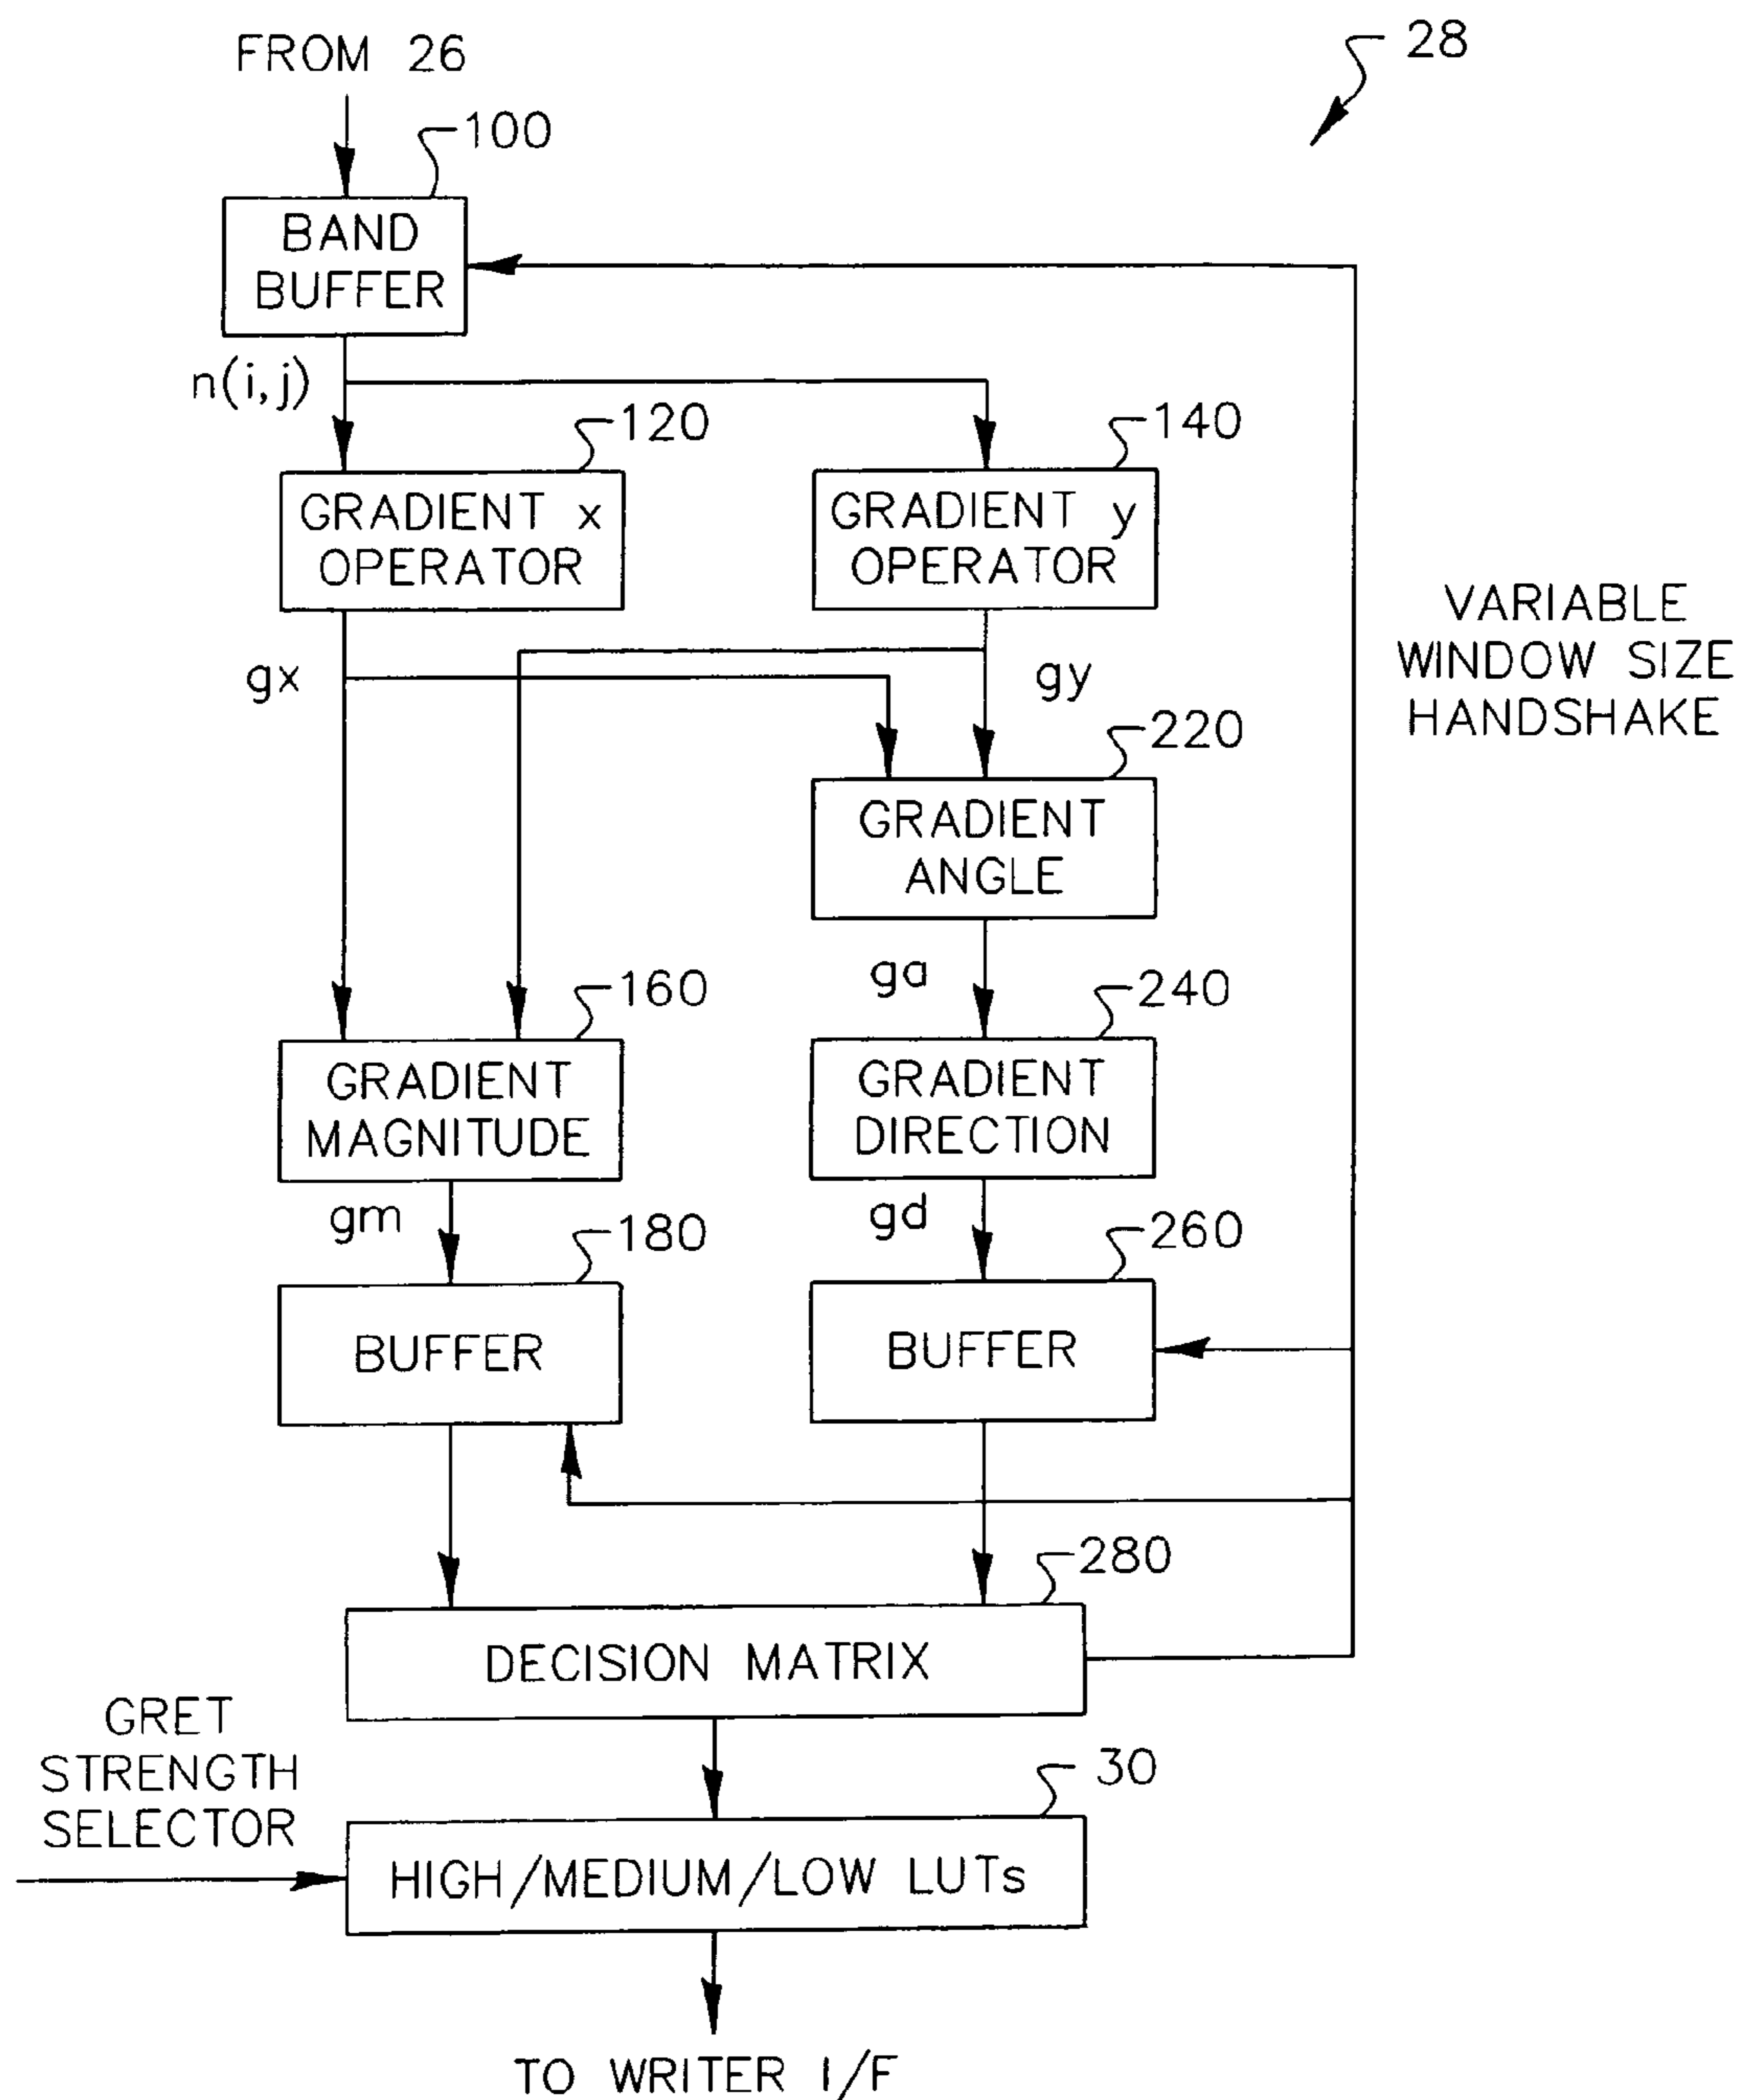 FROM 26
28
100
BAND
BUFFER
n(i,j)
120
140
GRADIENT x
OPERATOR
GRADIENT y
OPERATOR
VARIABLE
WINDOW SIZE
HANDSHAKE
gx
gy
220
GRADIENT
ANGLE
ga
160
240
GRADIENT
MAGNITUDE
GRADIENT
DIRECTION
gm
180
gd
260
BUFFER
BUFFER
280
DECISION MATRIX
GRET
STRENGTH
SELECTOR
30
HIGH/MEDIUM/LOW LUTs
TO WRITER I/F